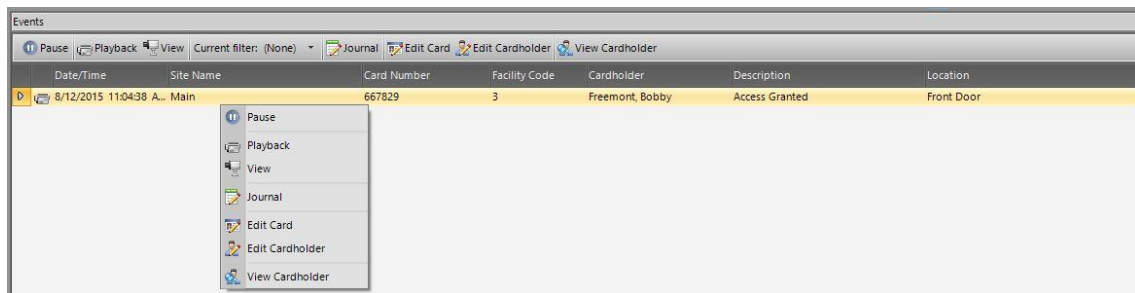 Events
Pause Playback View Current filter: (None) Journal Edit Card Edit Cardholder View Cardholder
Date/Time Site Name Card Number Facility Code Cardholder Description Location
8/12/2015 11:04:38 A... Main 667829 3 Freemont, Bobby Access Granted Front Door
Pause
Playback
View
Journal
Edit Card
Edit Cardholder
View Cardholder